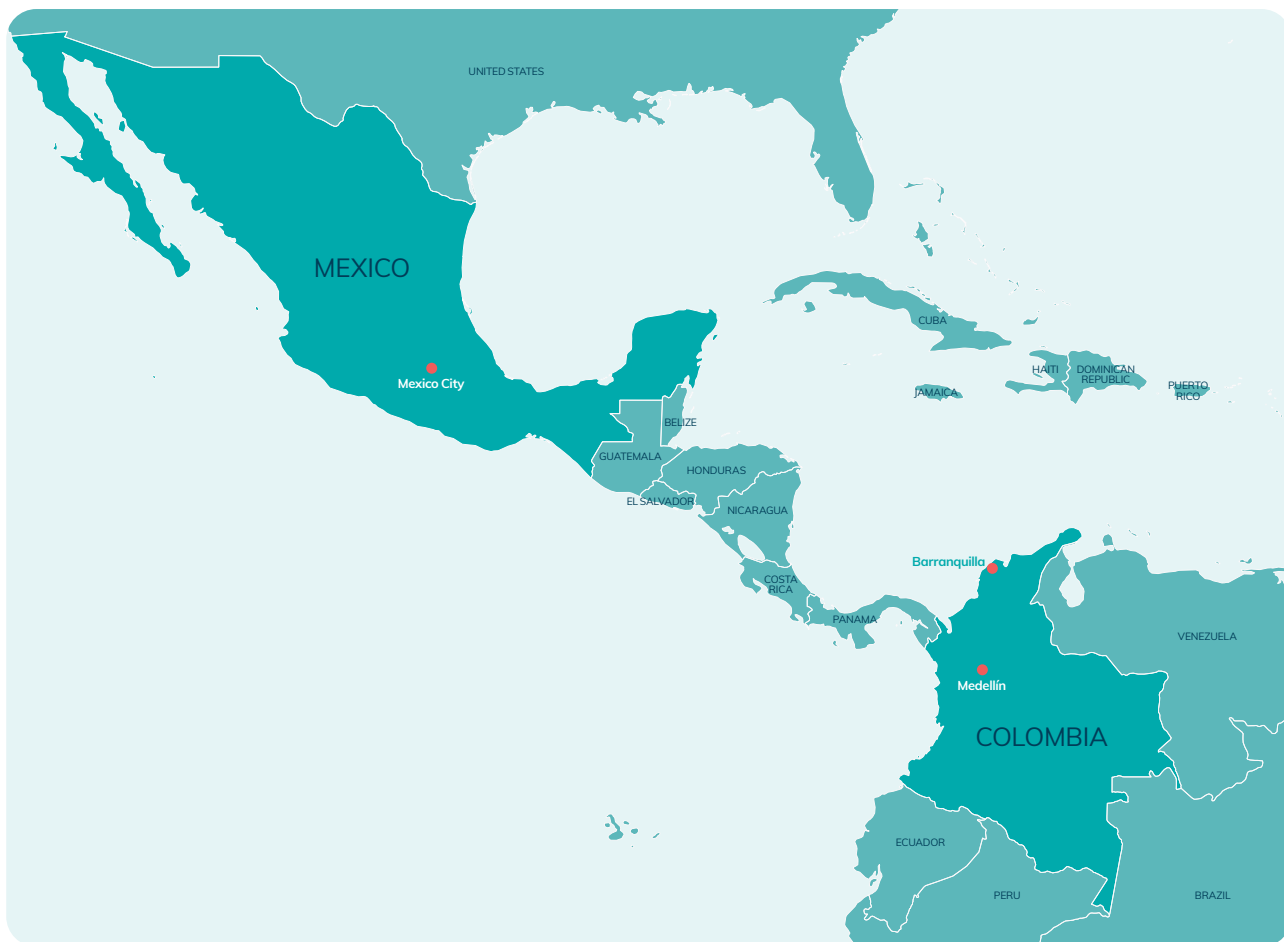 UNITED STATES
MEXICO
CUBA
HAITI
DOMINICAN
REPUBLIC
Mexico City
JAMAICA
PUERTO
RICO
BELIZE
GUATEMALA
HONDURAS
EL SALVADOR
NICARAGUA
Barranquilla
COSTA
RICA
PANAMA
VENEZUELA
Medellín
COLOMBIA
ECUADOR
PERU
BRAZIL